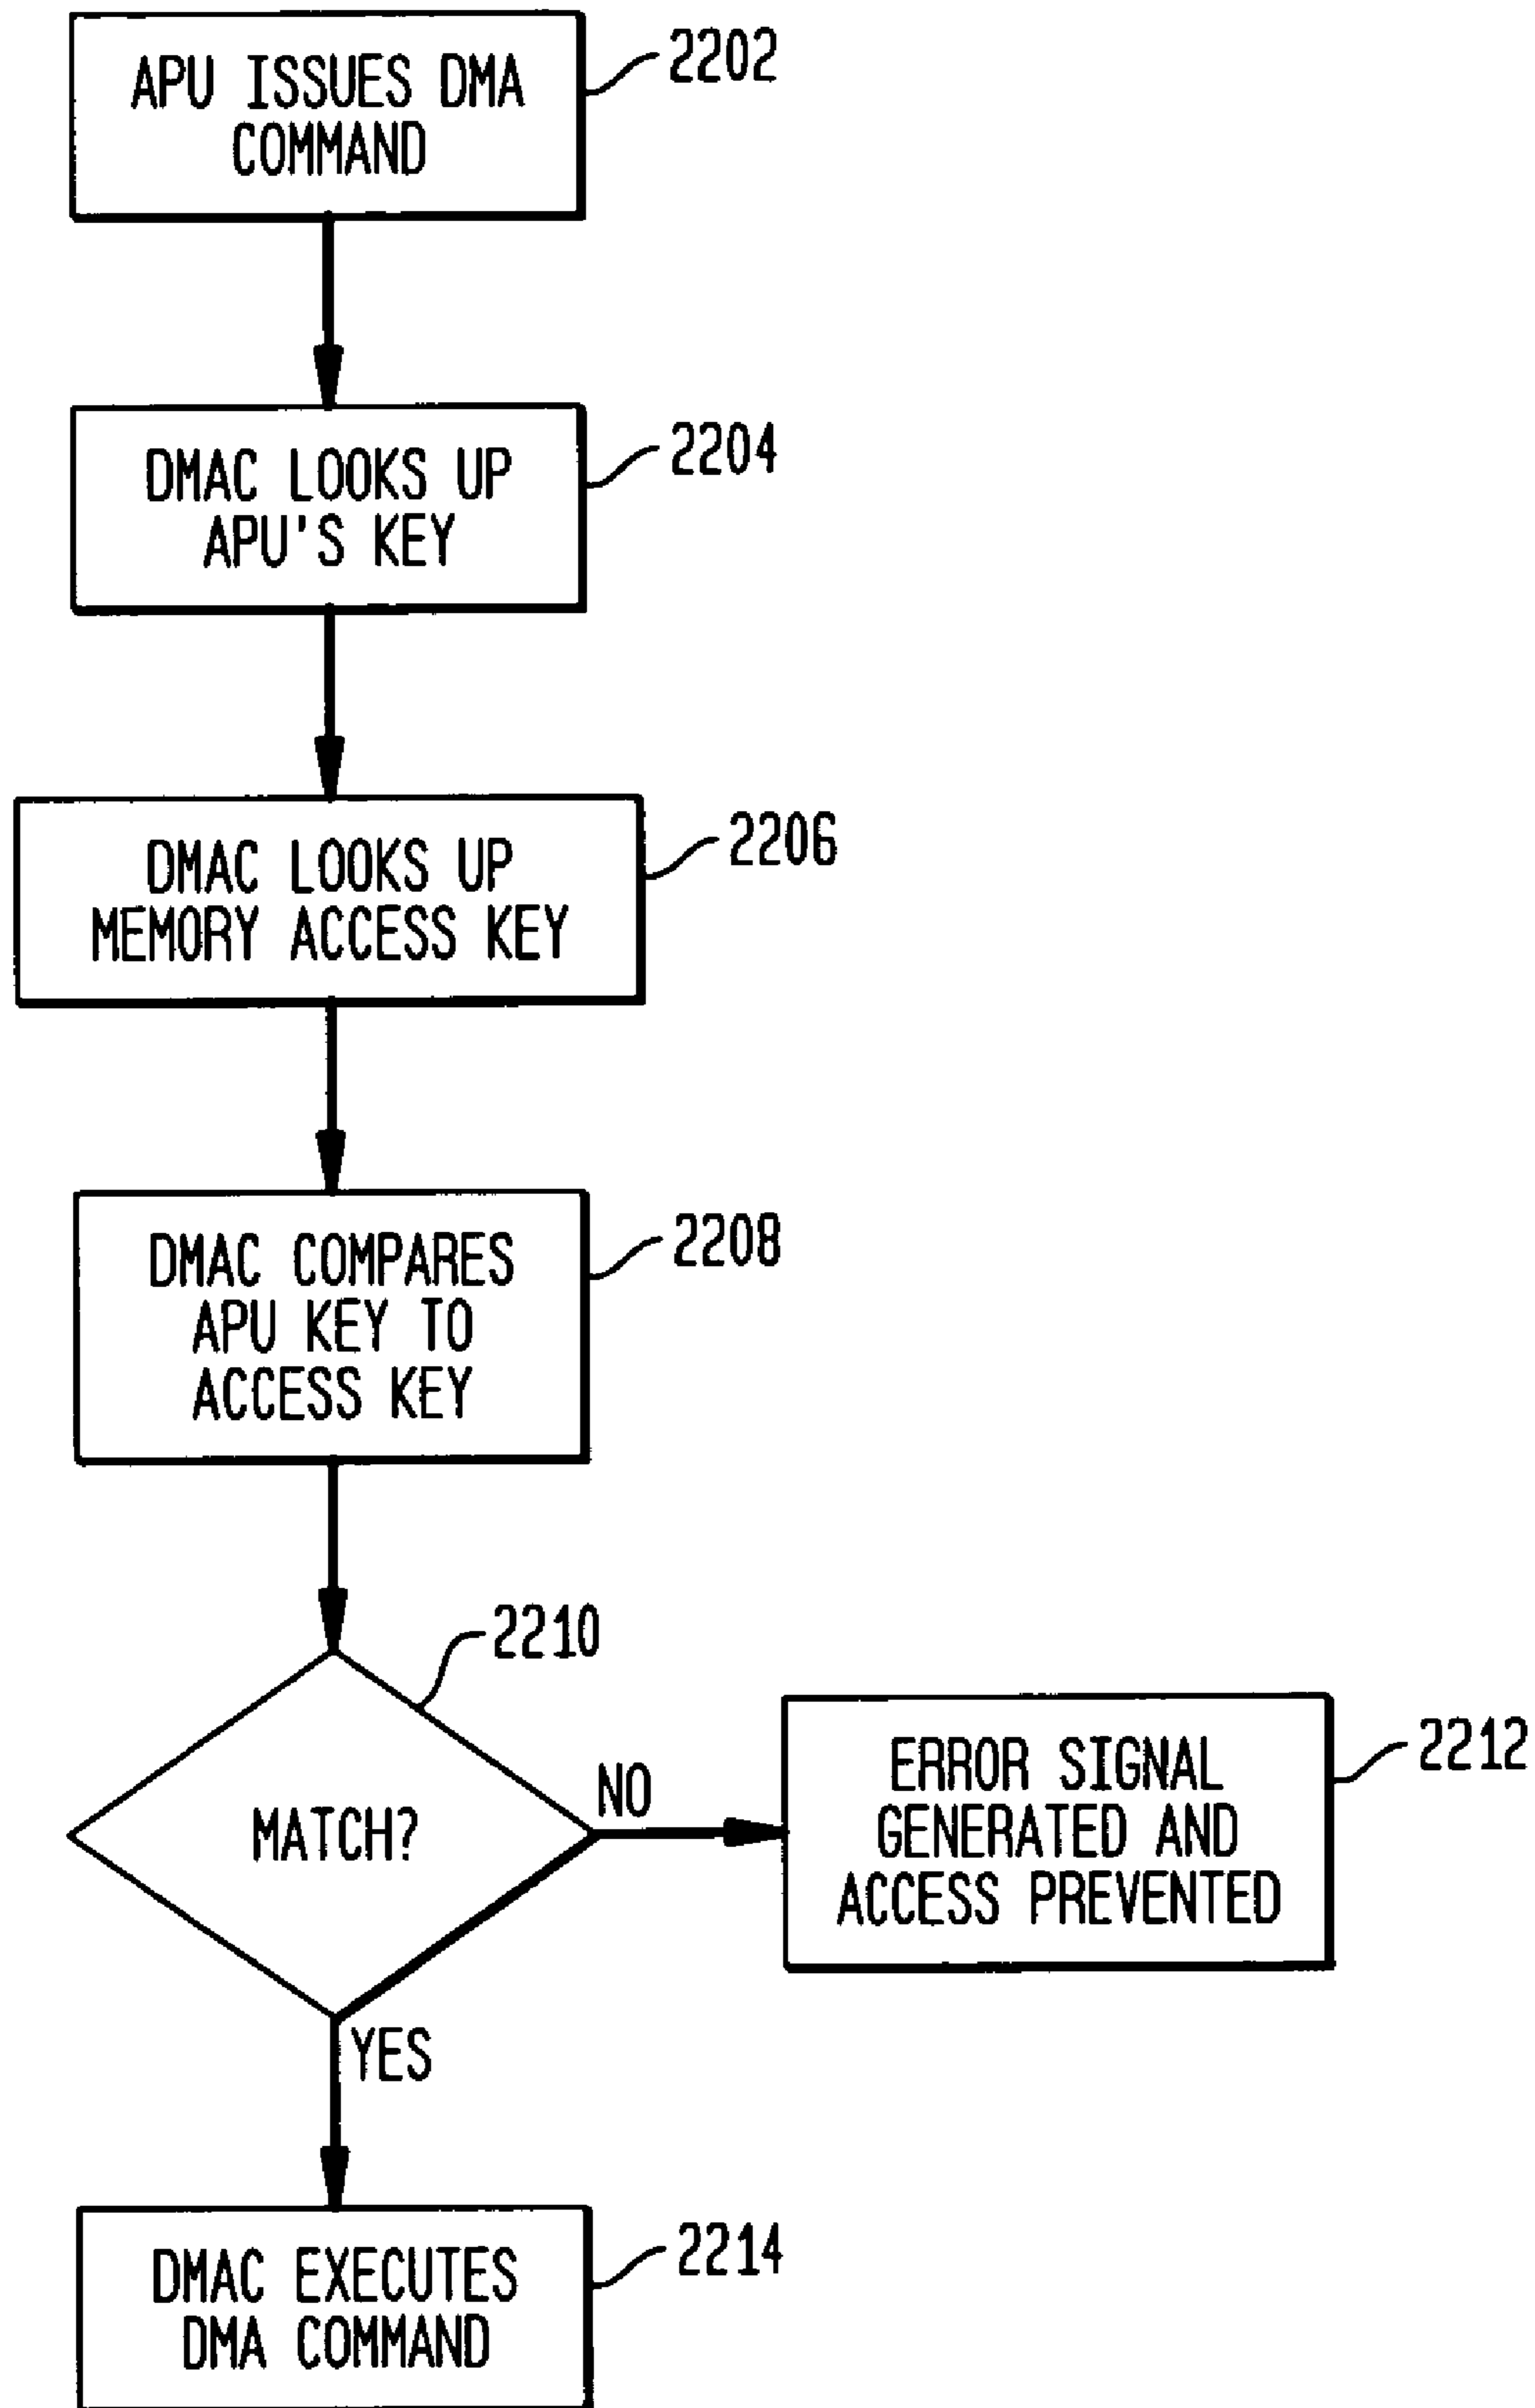 APU ISSUES DMA
COMMAND
2202
DMAC LOOKS UP
APU'S KEY
2204
DMAC LOOKS UP
MEMORY ACCESS KEY
2206
DMAC COMPARES
APU KEY TO
ACCESS KEY
2208
2210
MATCH?
NO
ERROR SIGNAL
GENERATED AND
ACCESS PREVENTED
2212
YES
DMAC EXECUTES
DMA COMMAND
2214